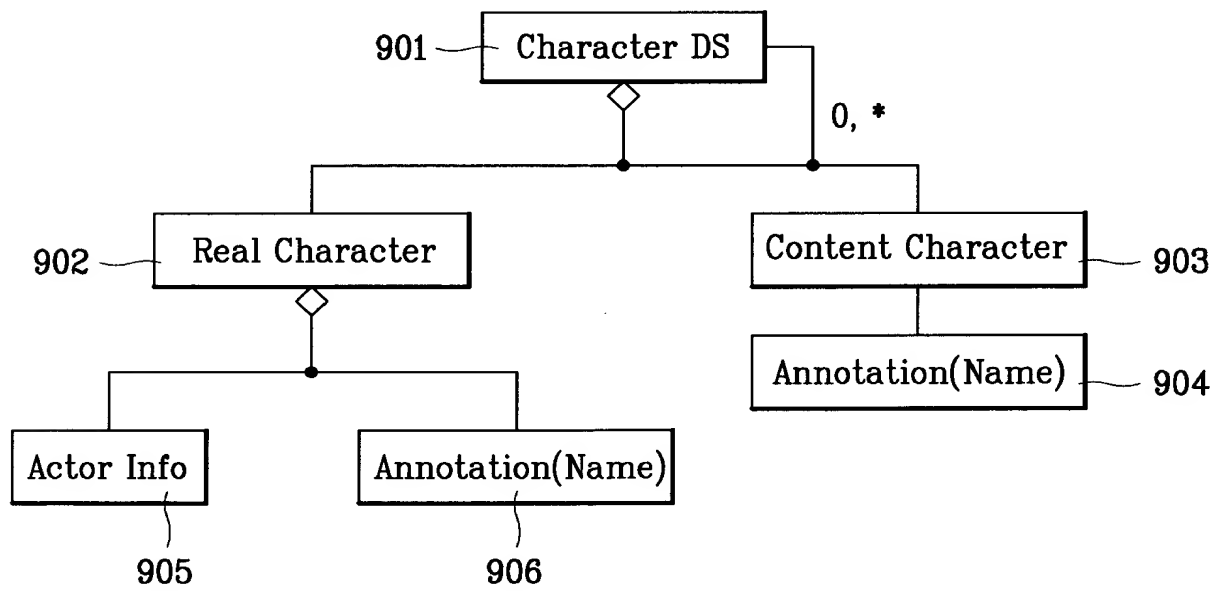 901
Character DS
0, *
Real Character
902
Content Character
903
Annotation(Name)
904
Actor Info
Annotation(Name)
905
906